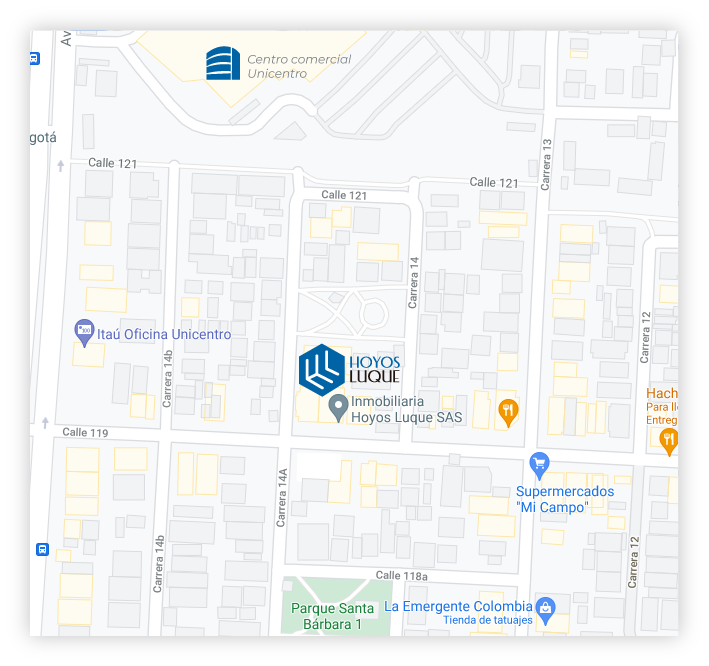 Av
Centro comercial
Unicentro
gotá
Calle 121
Carrera 13
Calle 121
Calle 121
Carrera 14
Carrera 12
Itaú Oficina Unicentro
Carrera 14b
HOYOS
LUQUE
Inmobiliaria
Hoyos Luque SAS
Hach
Para ll
Entreg
Calle 119
Supermercados
"Mi Campo"
Carrera 14A
Carrera 14b
Carrera 12
Calle 118a
Parque Santa
Bárbara 1
La Emergente Colombia
Tienda de tatuajes